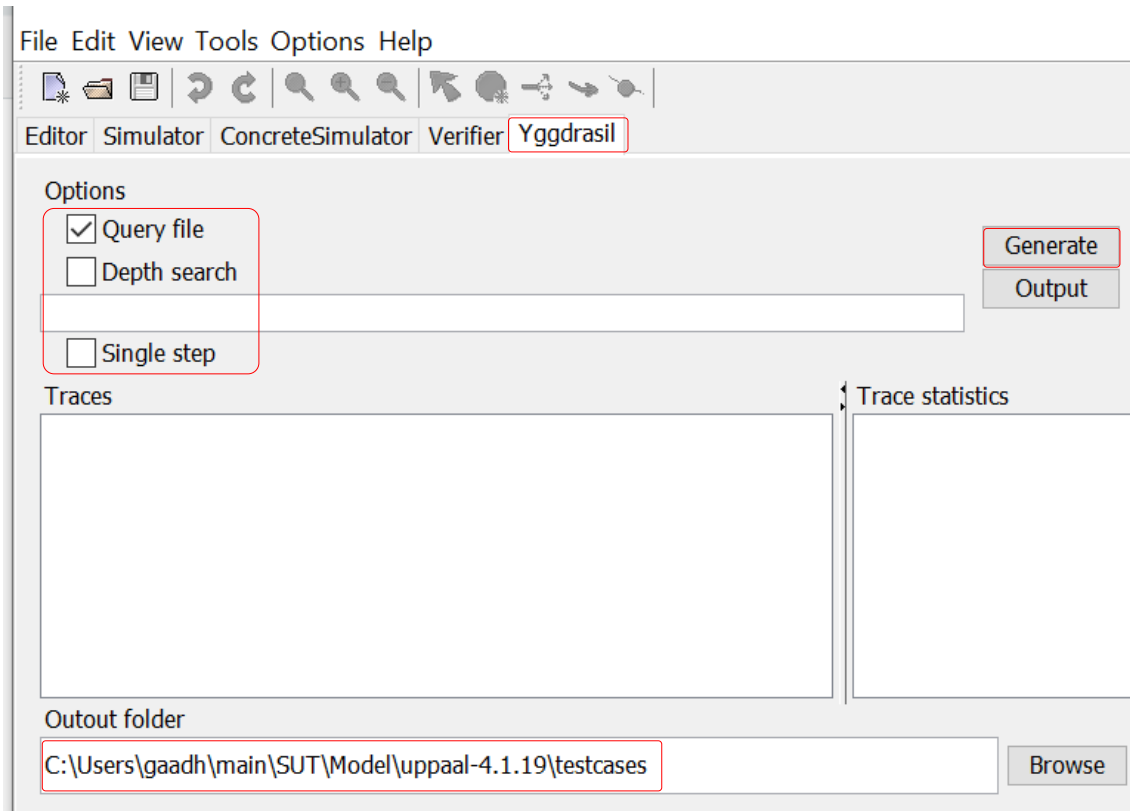 File Edit View Tools Options Help
Editor Simulator ConcreteSimulator Verifier Yggdrasil
Options
Query file
Generate
Depth search
Output
Single step
Traces
Trace statistics
Outout folder
C:\Users\gaadh\main\SUT\Model\uppaal-4.1.19\testcases
Browse